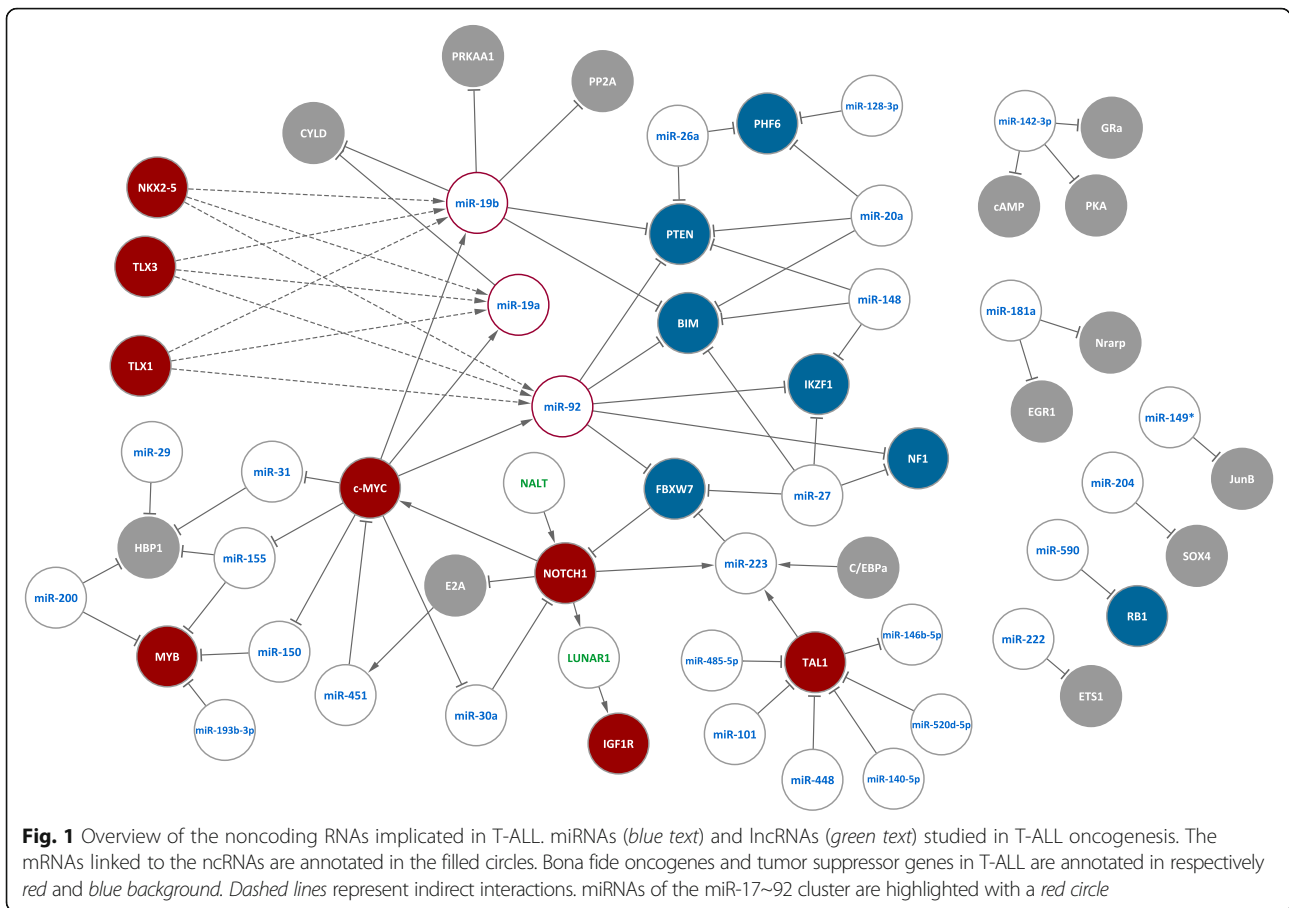 PRKAA1
PP2A
CYLD
miR-26a
PHF6
miR-128-3p
miR-142-3p
GRa
NKX2-5
miR-19b
cAMP
PKA
miR-20a
PTEN
TLX3
miR-19a
miR-148
miR-181a
BIM
Nrarp
TLX1
IKZF1
miR-92
EGR1
miR-149*
miR-29
miR-31
NF1
c-MYC
NALT
FBXW7
miR-27
miR-204
JunB
HBP1
miR-155
miR-590
SOX4
E2A
NOTCH1
miR-223
C/EBPa
miR-200
RB1
MYB
miR-150
LUNAR1
miR-485-5p
TAL1
miR-146b-5p
miR-222
miR-451
ETS1
miR-193b-3p
miR-30a
IGF1R
miR-101
miR-520d-5p
miR-448
miR-140-5p
Fig. 1 Overview of the noncoding RNAs implicated in T-ALL. miRNAs (blue text) and lncRNAs (green text) studied in T-ALL oncogenesis. The
mRNAs linked to the ncRNAs are annotated in the filled circles. Bona fide oncogenes and tumor suppressor genes in T-ALL are annotated in respectively
red and blue background. Dashed lines represent indirect interactions. miRNAs of the miR-17~92 cluster are highlighted with a red circle